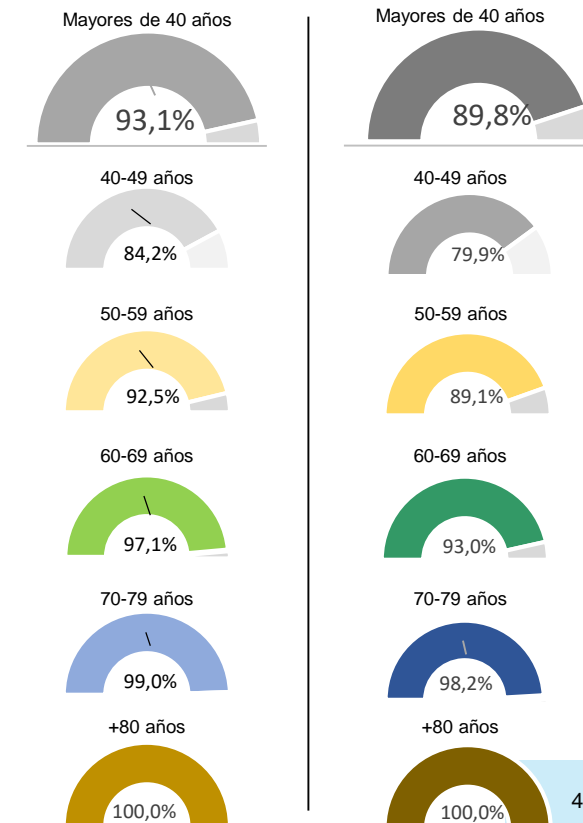 Mayores de 40 años
93,1%
40-49 años
84,2%
50-59 años
92,5%
60-69 años
97,1%
70-79 años
99,0%
+80 años
100,0%
Mayores de 40 años
89,8%
40-49 años
79,9%
50-59 años
89,1%
60-69 años
93,0%
70-79 años
98,2%
+80 años
100,0%
4